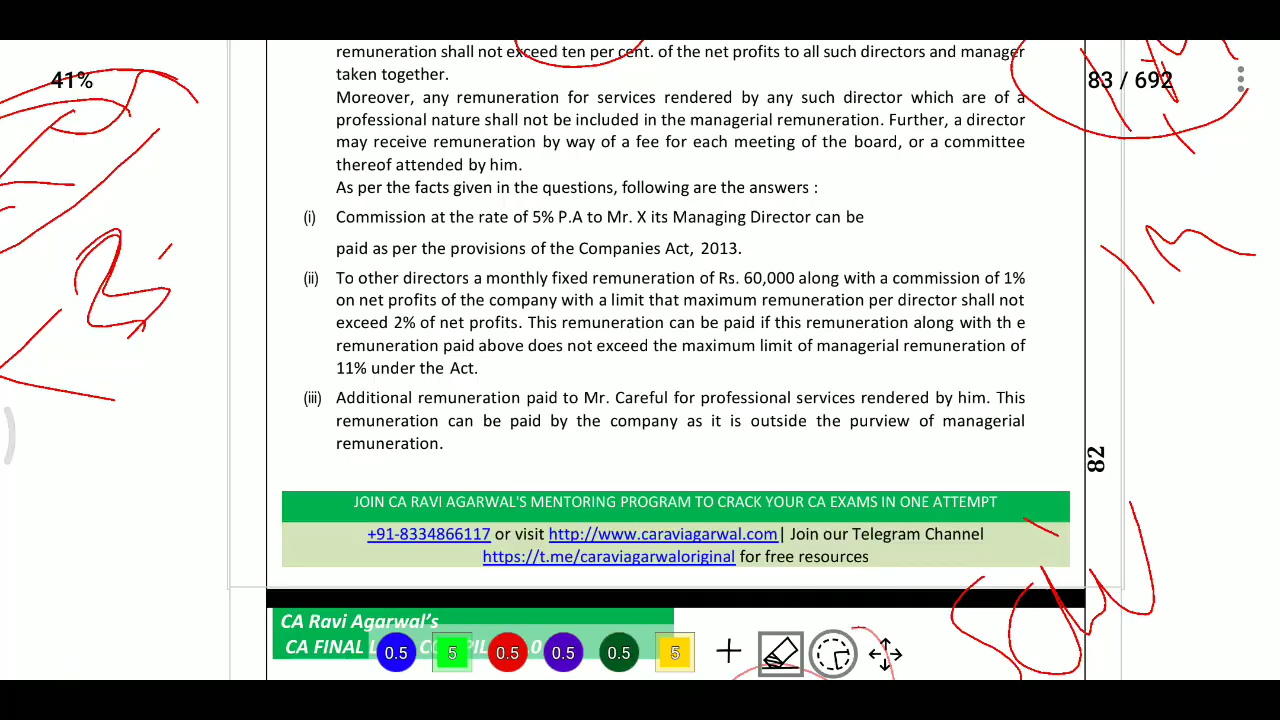 remuneration shall not exceed ten per cent. of the net profits to all such directors and manager
41%
83 / 692
taken together.
Moreover, any remuneration for services rendered by any such director which are of a
professional nature shall not be included in the managerial remuneration. Further, a director
may receive remuneration by way of a fee for each meeting of the board, or a committee
thereof attended by him.
As per the facts given in the questions, following are the answers :
(i) Commission at the rate of 5% P.A to Mr. X its Managing Director can be
paid as per the provisions of the Companies Act, 2013.
(ii) To other directors a monthly fixed remuneration of Rs. 60,000 along with a commission of 1%
on net profits of the company with a limit that maximum remuneration per director shall not
exceed 2% of net profits. This remuneration can be paid if this remuneration along with th e
remuneration paid above does not exceed the maximum limit of managerial remuneration of
11% under the Act.
(iii) Additional remuneration paid to Mr. Careful for professional services rendered by him. This
remuneration can be paid by the company as it is outside the purview of managerial
remuneration.
82
JOIN CA RAVI AGARWAL'S MENTORING PROGRAM TO CRACK YOUR CA EXAMS IN ONE ATTEMPT
+91-8334866117 or visit http://www.caraviagarwal.com| Join our Telegram Channel
https://t.me/caraviagarwaloriginal for free resources
CA Ravi Agarwal's
CA FINAL
0.5 5 0.5 0.5 0.5 5